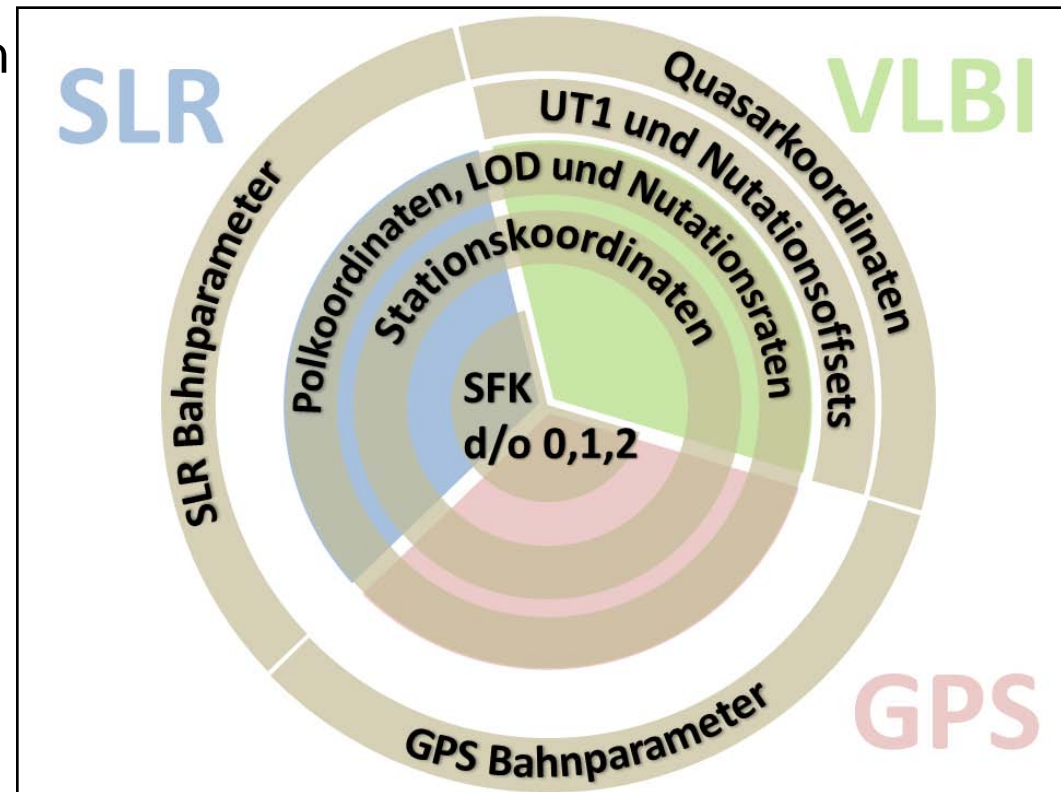 n
SLR
VLBI
Quasarkoordinaten
UT1 und Nutationsoffsets
Polkoordinaten, LOD und Nutationsraten
Stationskoordinaten
SFK
d/o 0,1,2
SLR Bahnparameter
GPS Bahnparameter
GPS